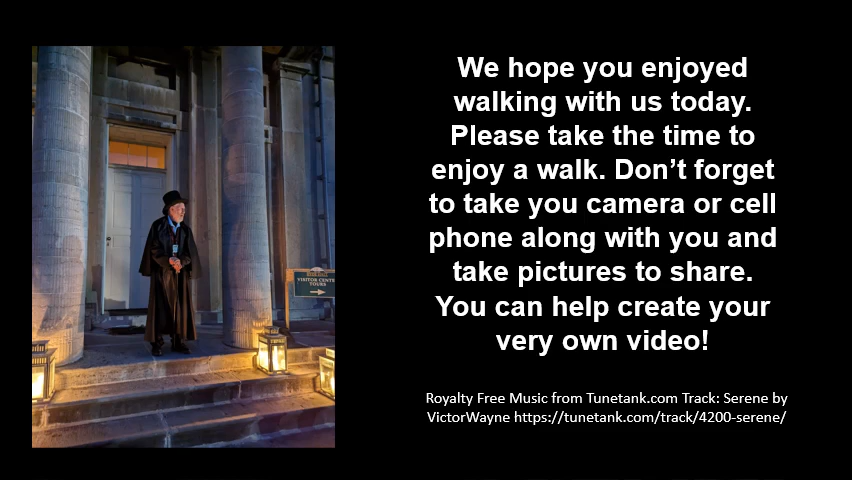 We hope you enjoyed
walking with us today.
Please take the time to
enjoy a walk. Don’t forget
to take you camera or cell
phone along with you and
take pictures to share.
You can help create your
very own video!
Royalty Free Music from Tunetank.com Track: Serene by
VictorWayne https://tunetank.com/track/4200-serene/
VISITOR CENTE
TOURS